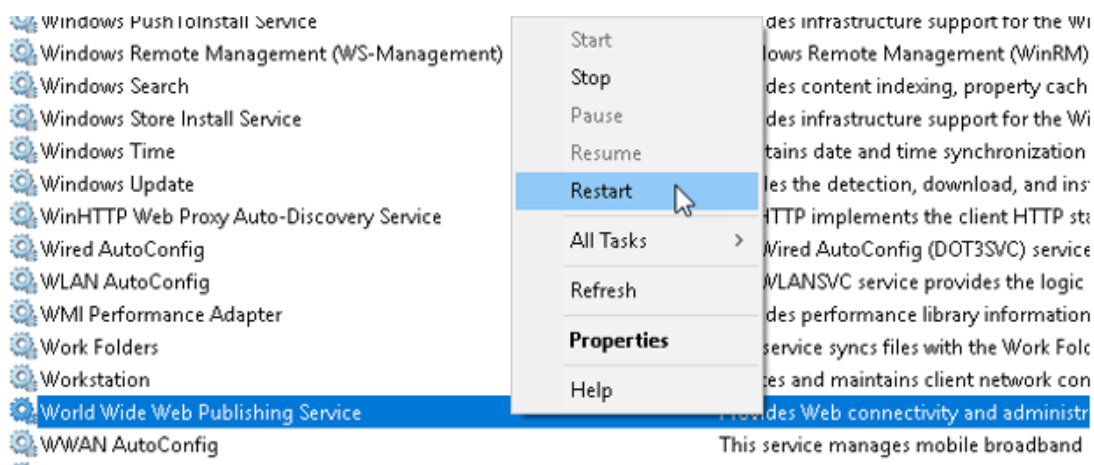 Windows PushToInstall Service
des infrastructure support for the Wi
Windows Remote Management (WS-Management)
lows Remote Management (WinRM)
Windows Search
des content indexing, property cach
Windows Store Install Service
des infrastructure support for the Wi
Windows Time
tains date and time synchronization
Windows Update
les the detection, download, and ins
WinHTTP Web Proxy Auto-Discovery Service
HTTP implements the client HTTP sta
Wired AutoConfig
Wired AutoConfig (DOT3SVC) service
WLAN AutoConfig
WLANSVC service provides the logic
WMI Performance Adapter
des performance library information
Work Folders
service syncs files with the Work Fold
Workstation
tes and maintains client network con
World Wide Web Publishing Service
Provides Web connectivity and administr
WWAN AutoConfig
This service manages mobile broadband
Start
Stop
Pause
Resume
Restart
All Tasks >
Refresh
Properties
Help